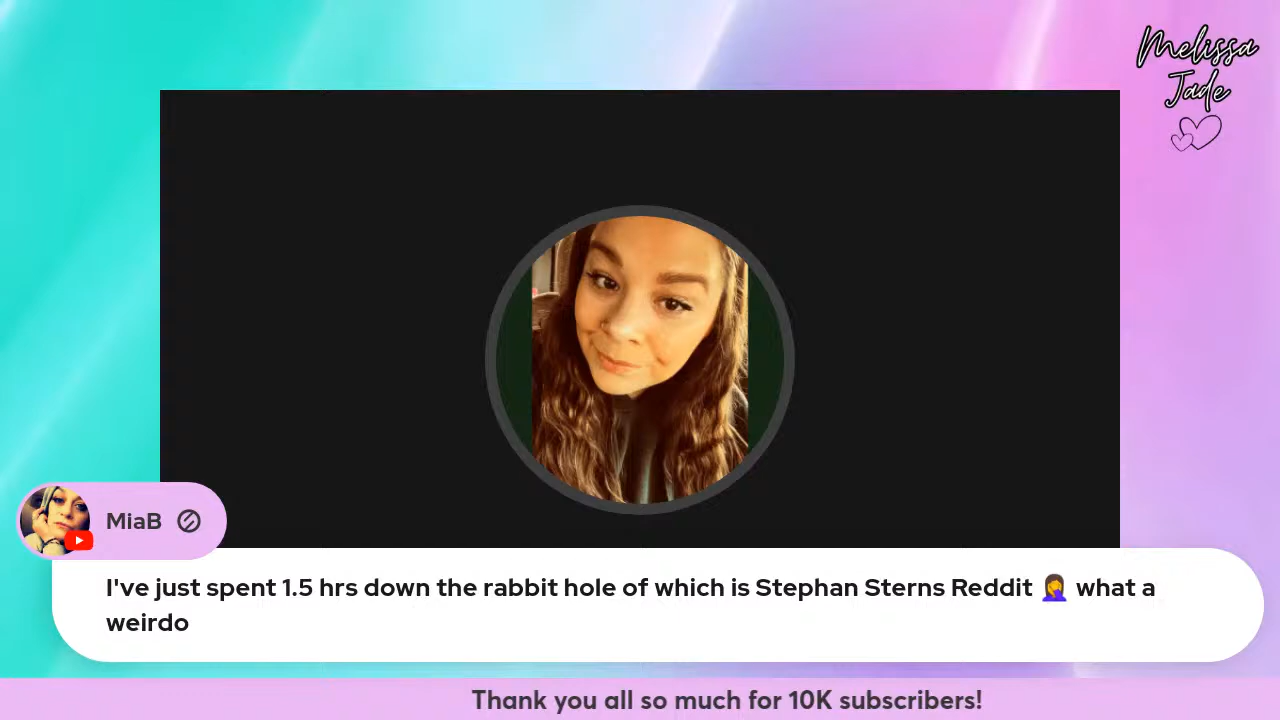 Melissa
Jade
MiaB
I've just spent 1.5 hrs down the rabbit hole of which is Stephan Sterns Reddit 🤦‍♀️ what a
weirdo
Thank you all so much for 10K subscribers!